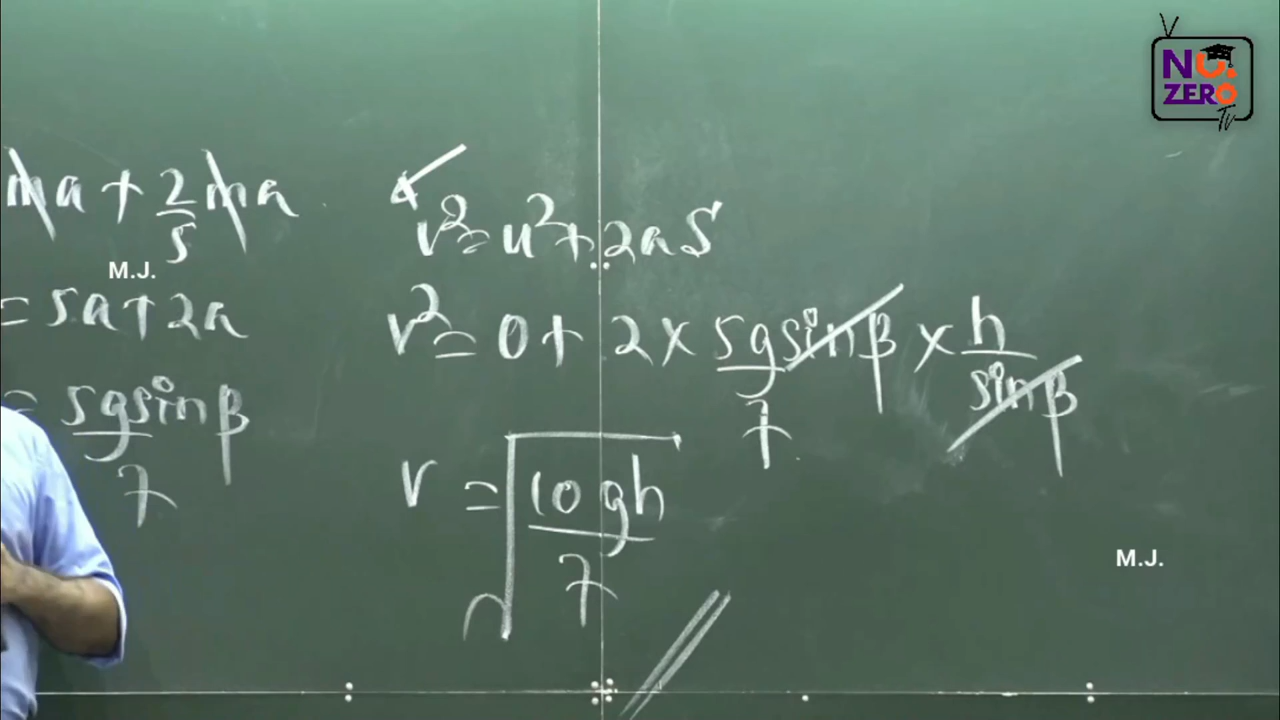 NO.
ZERO
TV
ma + 2/5 ma
M.J.
= 5a + 2a
= 5gsinβ/7
v² = u² + 2aS
v² = 0 + 2 × 5gsinβ/7 × h/sinβ
v = √10gh/7
M.J.